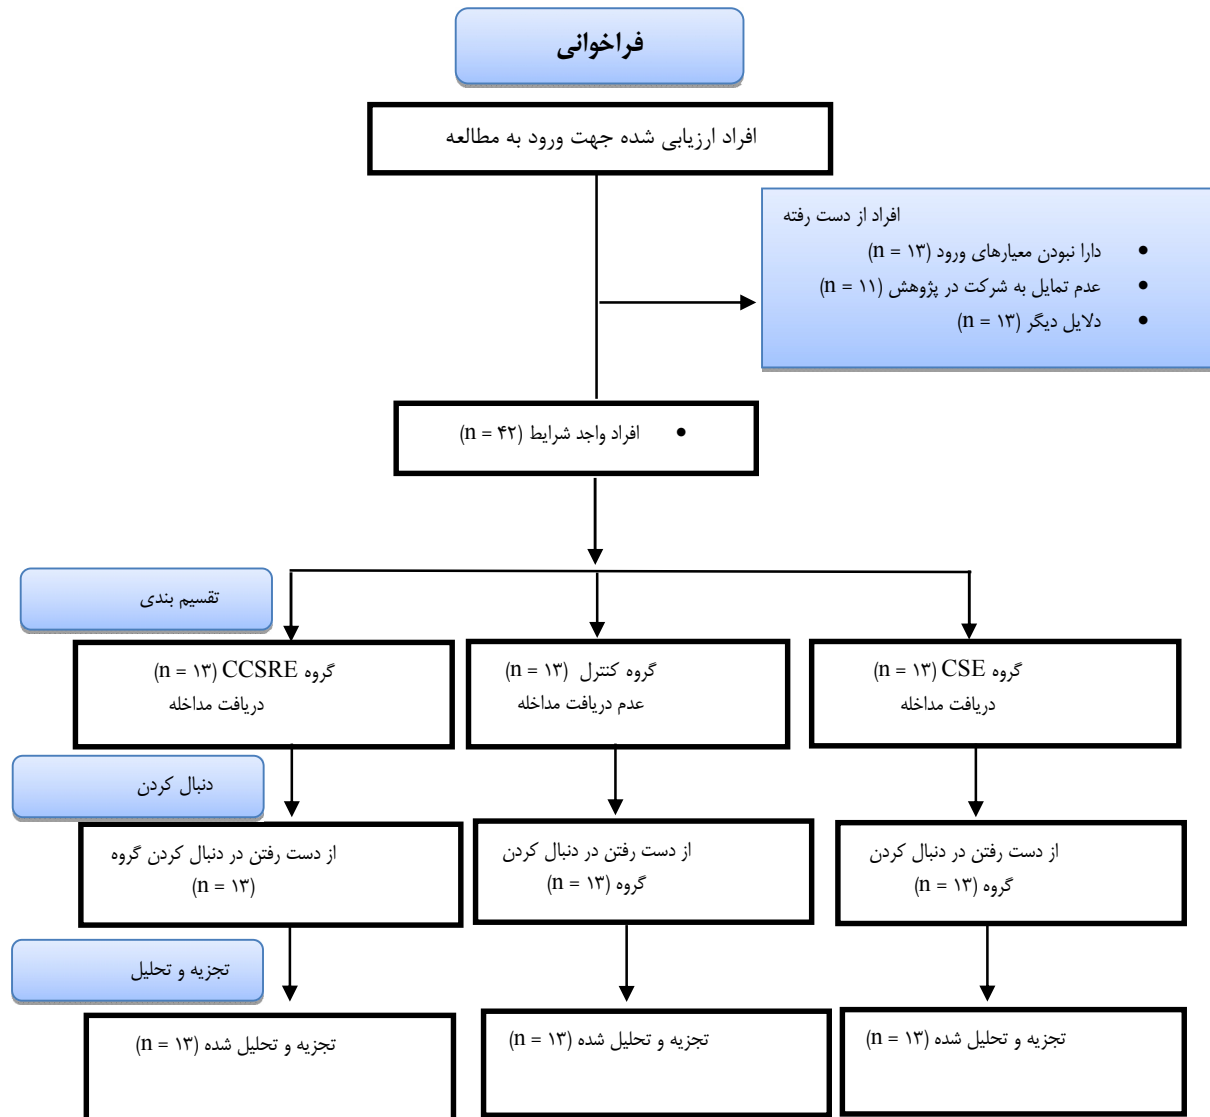 فراخوانی
افراد ارزیابی شده جهت ورود به مطالعه
افراد از دست رفته
• دارا نبودن معیارهای ورود (n = ۱۳)
• عدم تمایل به شرکت در پژوهش (n = ۱۱)
• دلایل دیگر (n = ۱۳)
• افراد واجد شرایط (n = ۴۲)
تقسیم بندی
گروه CSE (n = ۱۳)
دریافت مداخله
گروه کنترل (n = ۱۳)
عدم دریافت مداخله
گروه CCSRE (n = ۱۳)
دریافت مداخله
دنبال کردن
از دست رفتن در دنبال کردن
گروه (n = ۱۳)
از دست رفتن در دنبال کردن
گروه (n = ۱۳)
از دست رفتن در دنبال کردن گروه
(n = ۱۳)
تجزیه و تحلیل
تجزیه و تحلیل شده (n = ۱۳)
تجزیه و تحلیل شده (n = ۱۳)
تجزیه و تحلیل شده (n = ۱۳)